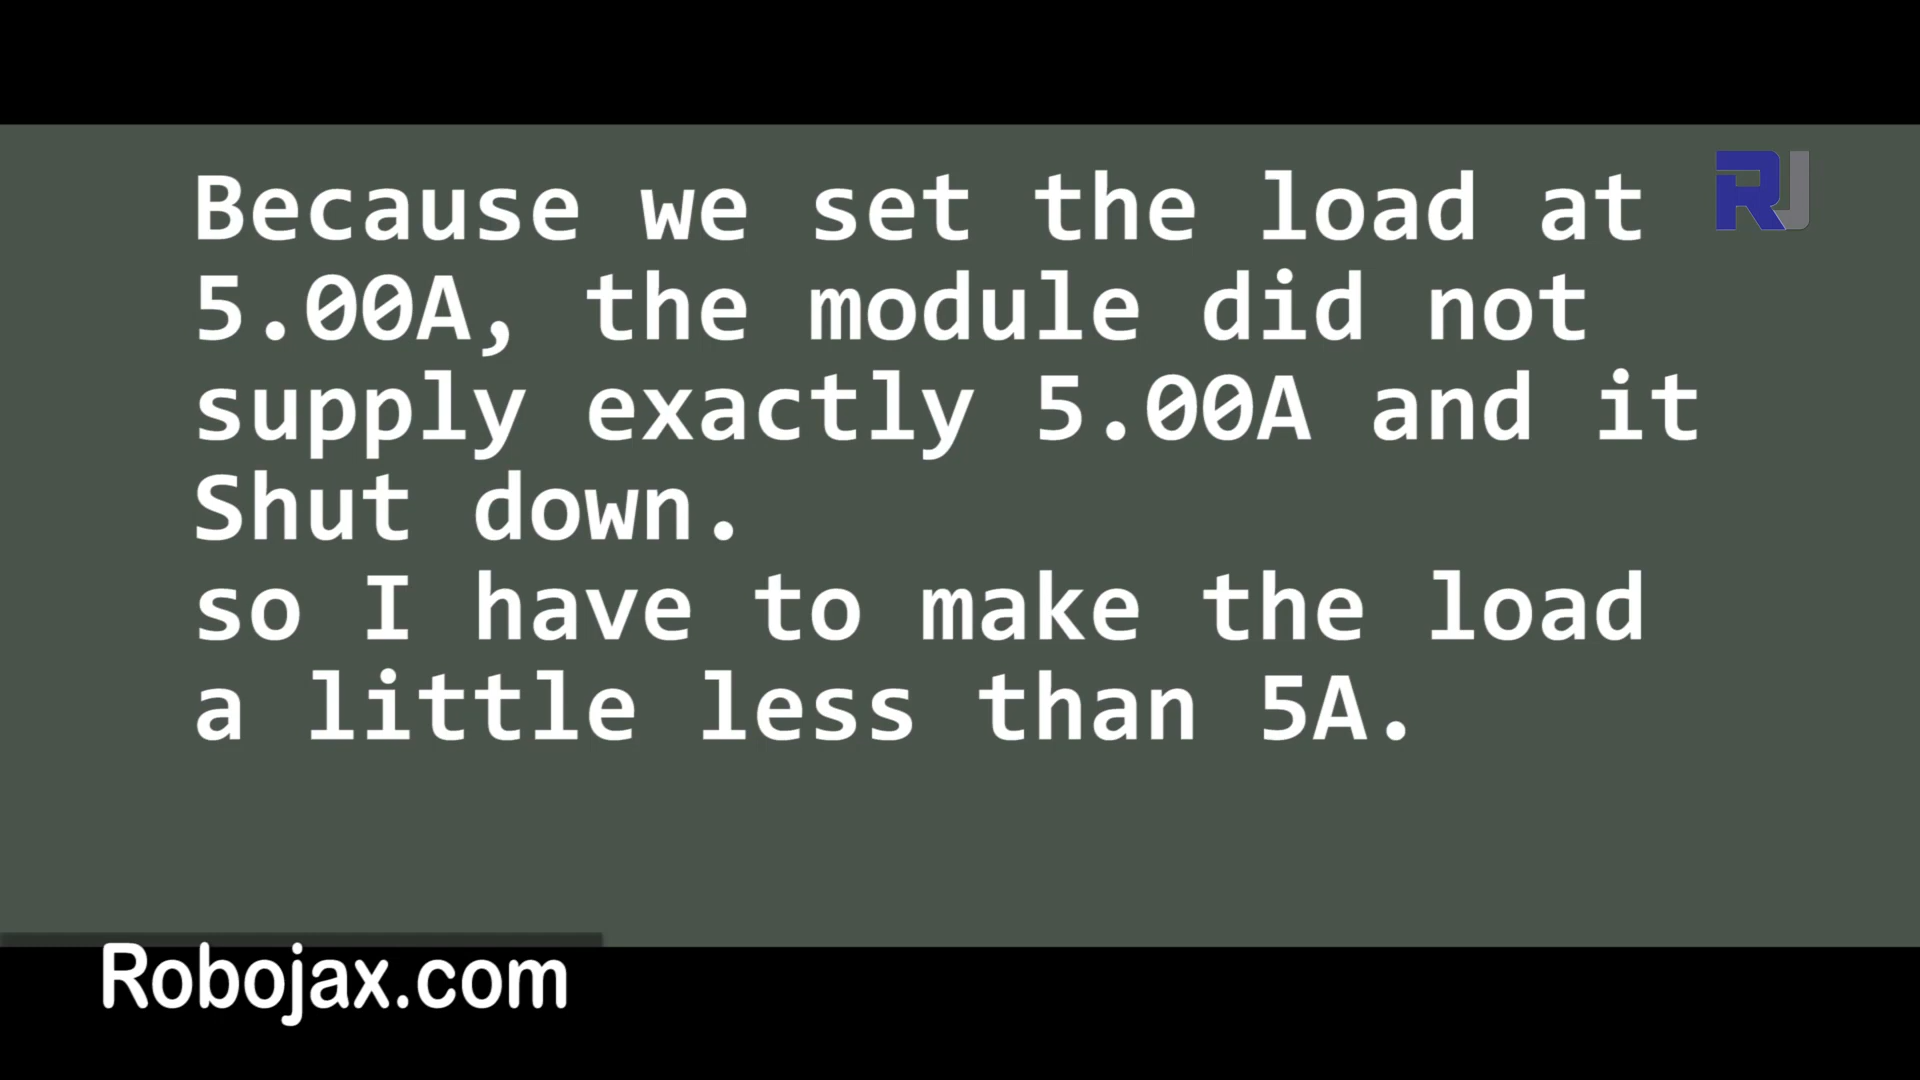 Because we set the load at
5.00A, the module did not
supply exactly 5.00A and it
Shut down.
so I have to make the load
a little less than 5A.
RJ
Robojax.com